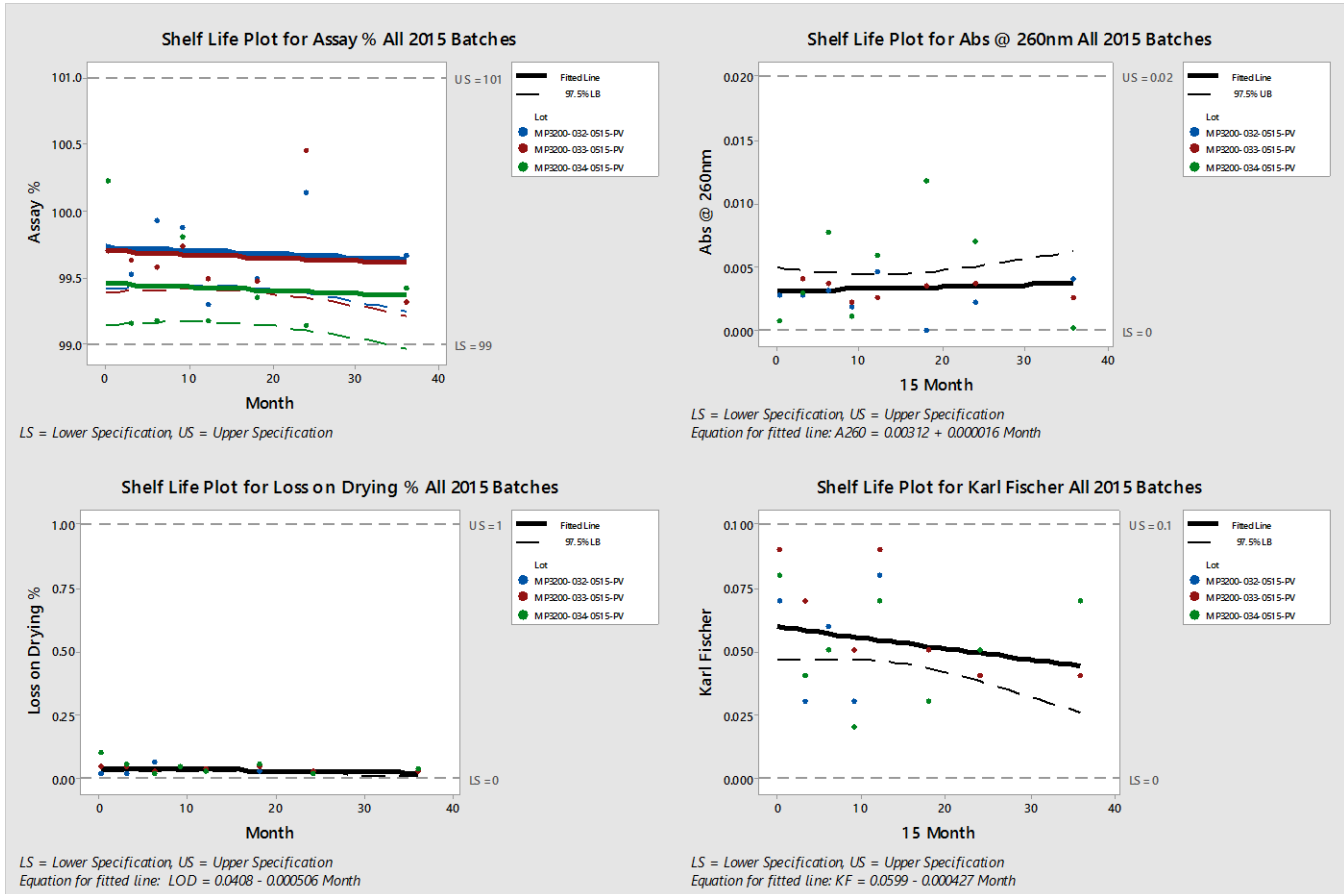 Shelf Life Plot for Assay % All 2015 Batches
101.0
100.5
100.0
99.5
99.0
Assay %
0 10 20 30 40
Month
US = 101
LS = 99
Fitted Line
97.5% LB
Lot
MP3200-032-0515-PV
MP3200-033-0515-PV
MP3200-034-0515-PV
LS = Lower Specification, US = Upper Specification
Shelf Life Plot for Abs @ 260nm All 2015 Batches
0.020
0.015
0.010
0.005
0.000
Abs @ 260nm
0 10 20 30 40
15 Month
US = 0.02
LS = 0
Fitted Line
97.5% UB
Lot
MP3200-032-0515-PV
MP3200-033-0515-PV
MP3200-034-0515-PV
LS = Lower Specification, US = Upper Specification
Equation for fitted line: A260 = 0.00312 + 0.000016 Month
Shelf Life Plot for Loss on Drying % All 2015 Batches
1.00
0.75
0.50
0.25
0.00
Loss on Drying %
0 10 20 30 40
Month
US = 1
LS = 0
Fitted Line
97.5% LB
Lot
MP3200-032-0515-PV
MP3200-033-0515-PV
MP3200-034-0515-PV
LS = Lower Specification, US = Upper Specification
Equation for fitted line: LOD = 0.0408 - 0.000506 Month
Shelf Life Plot for Karl Fischer All 2015 Batches
0.100
0.075
0.050
0.025
0.000
Karl Fischer
0 10 20 30 40
15 Month
US = 0.1
LS = 0
Fitted Line
97.5% LB
Lot
MP3200-032-0515-PV
MP3200-033-0515-PV
MP3200-034-0515-PV
LS = Lower Specification, US = Upper Specification
Equation for fitted line: KF = 0.0599 - 0.000427 Month